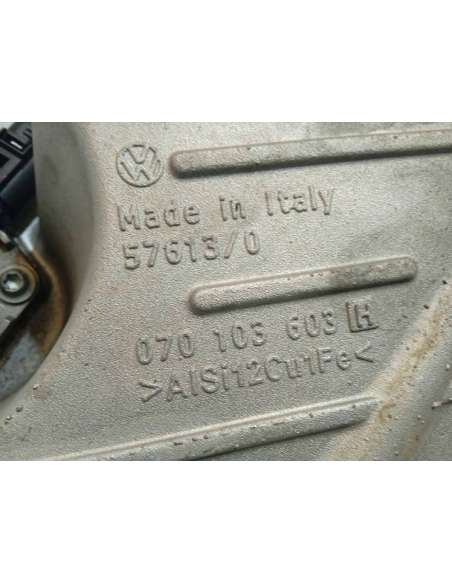 VW
Made in Italy
57613/0
070 103 603 H
>AlSi12Cu1Fe<